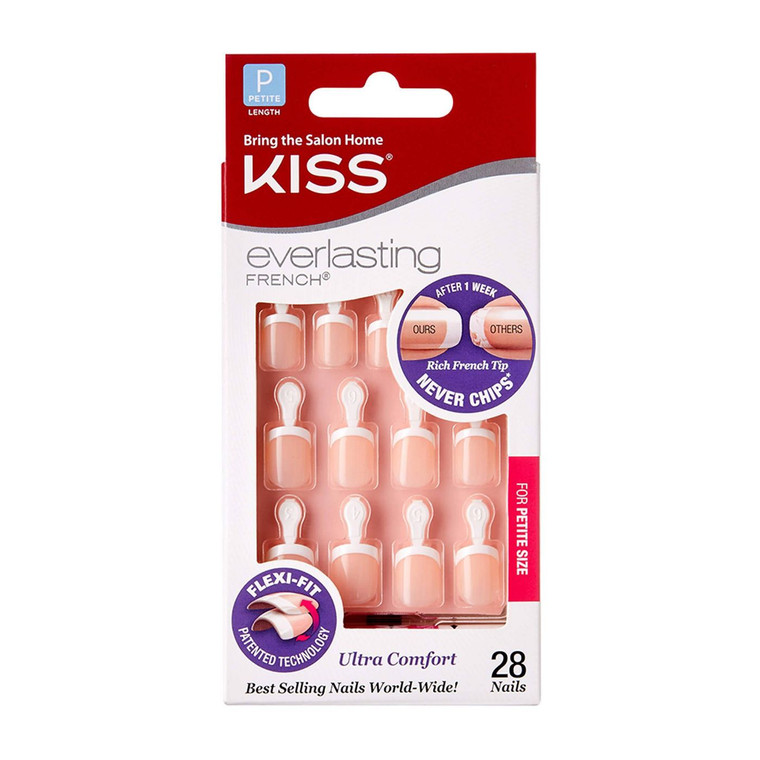 P
PETITE
LENGTH
Bring the Salon Home
KISS®
everlasting
FRENCH®
AFTER 1 WEEK
OURS
OTHERS
Rich French Tip
NEVER CHIPS*
FOR PETITE SIZE
FLEXI-FIT
PATENTED TECHNOLOGY
Ultra Comfort
28
Nails
Best Selling Nails World-Wide!